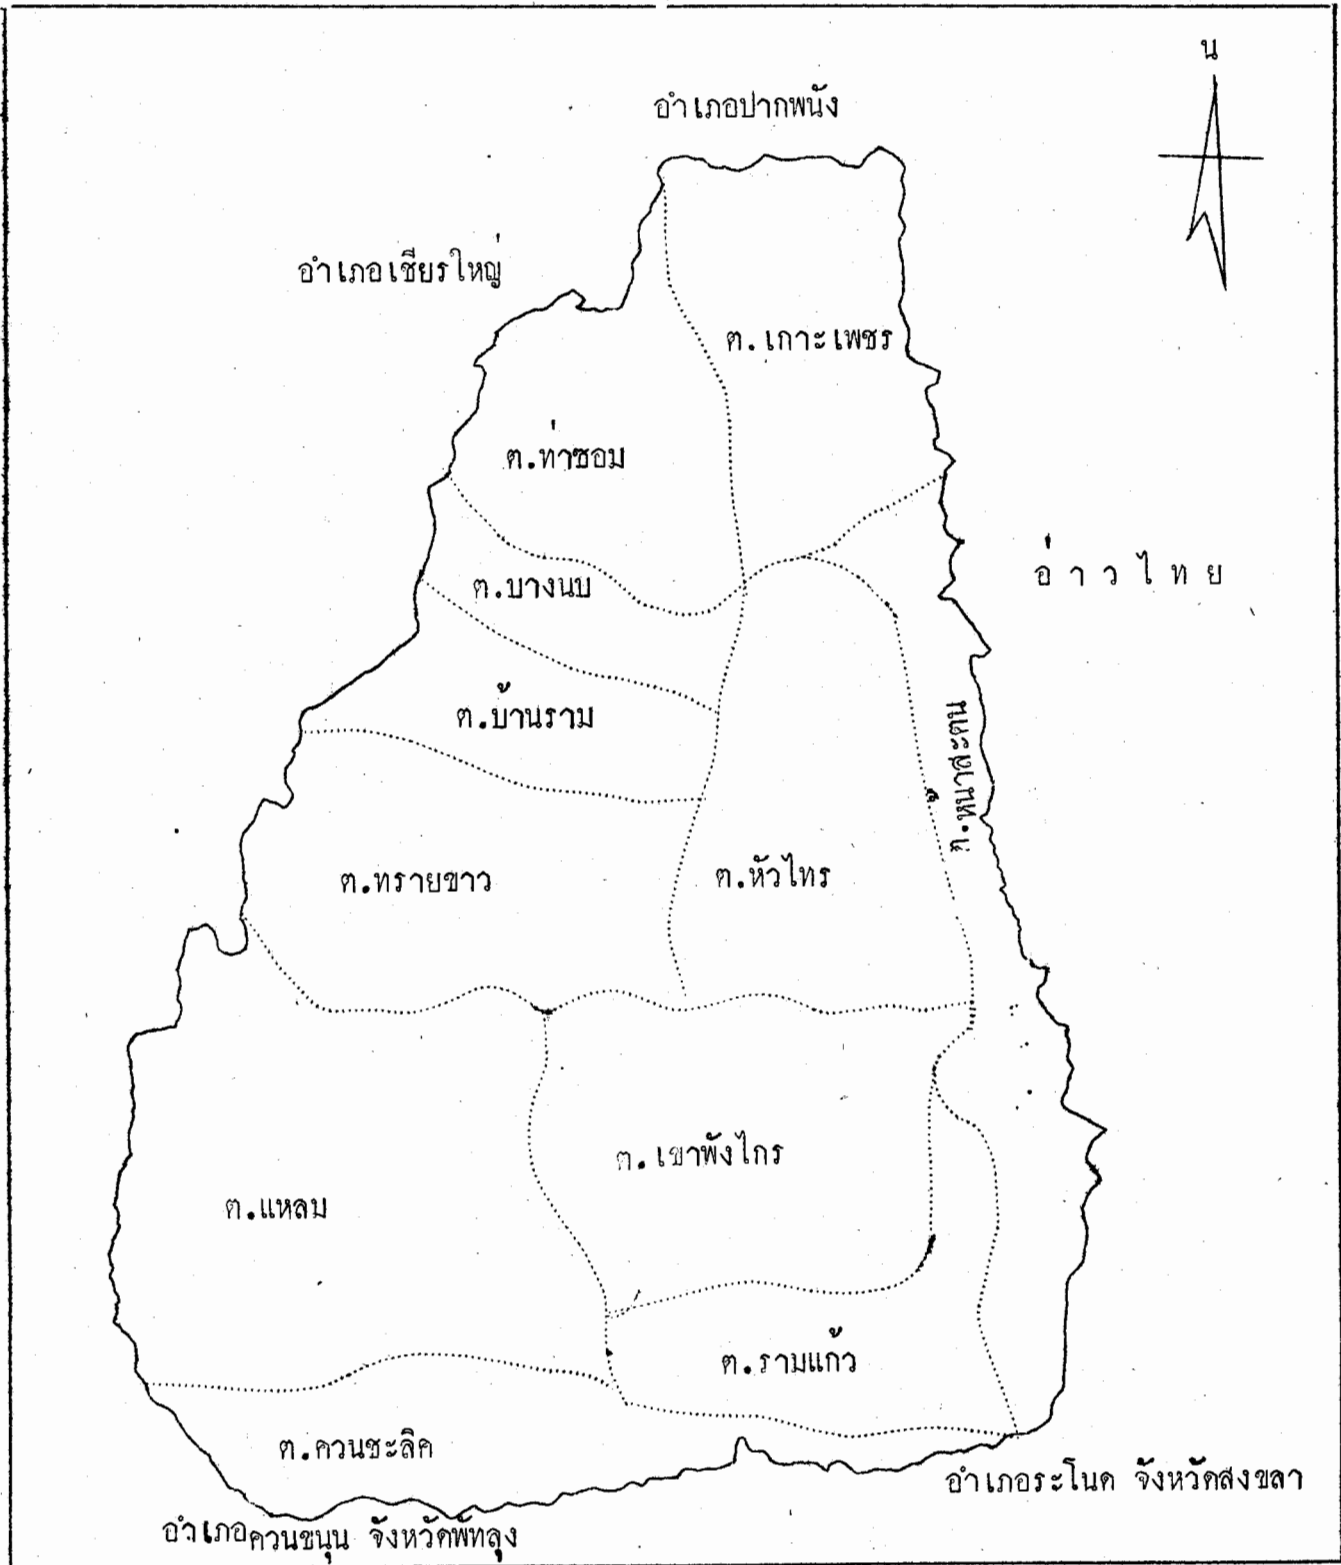 น
อำเภอปากพนัง
อำเภอเชียรใหญ่
ต.เกาะเพชร
ต.ท่าซอม
อ่าวไทย
ต.บางนบ
ต.บ้านราม
ต.หน้าสตน
ต.ทรายขาว
ต.หัวไทร
ต.เขาพังไกร
ต.แหลม
ต.รามแก้ว
ต.ควนชะลิค
อำเภอระโนด จังหวัดสงขลา
อำเภอควนขนุน จังหวัดพัทลุง